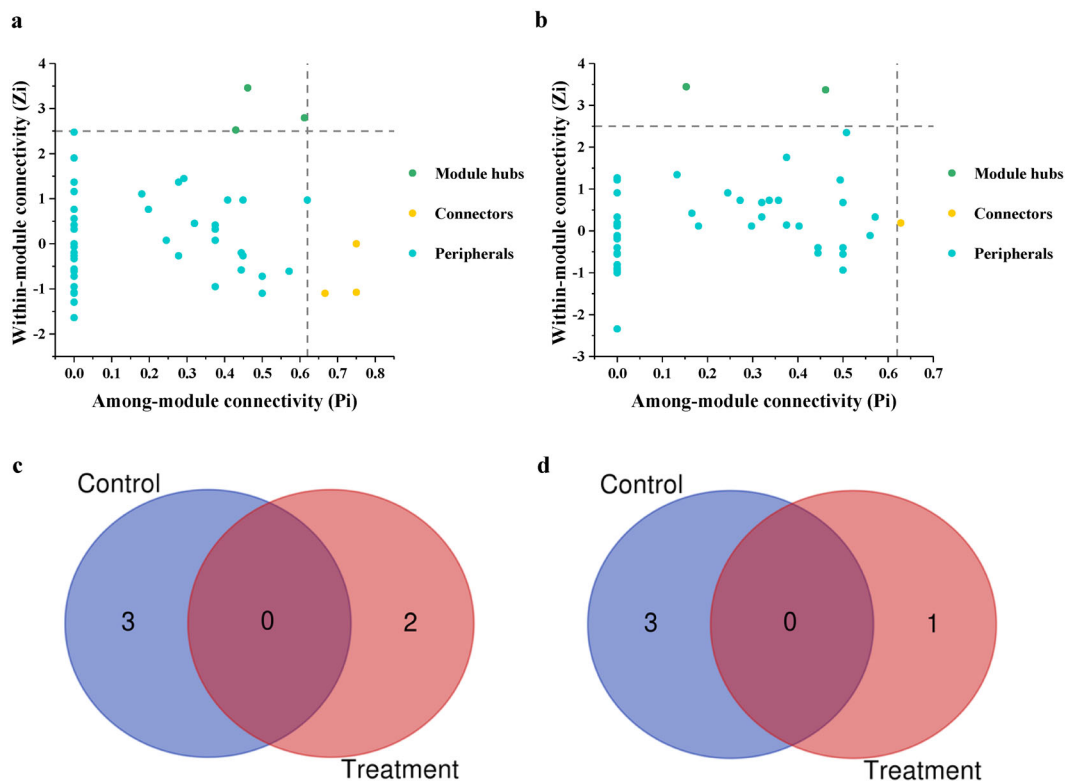 a
4
3
2
1
0
-1
-2
Within-module connectivity (Zi)
0.0 0.1 0.2 0.3 0.4 0.5 0.6 0.7 0.8
Among-module connectivity (Pi)
Module hubs
Connectors
Peripherals
b
4
3
2
1
0
-1
-2
-3
Within-module connectivity (Zi)
0.0 0.1 0.2 0.3 0.4 0.5 0.6 0.7
Among-module connectivity (Pi)
Module hubs
Connectors
Peripherals
c
Control
3 0 2
Treatment
d
Control
3 0 1
Treatment